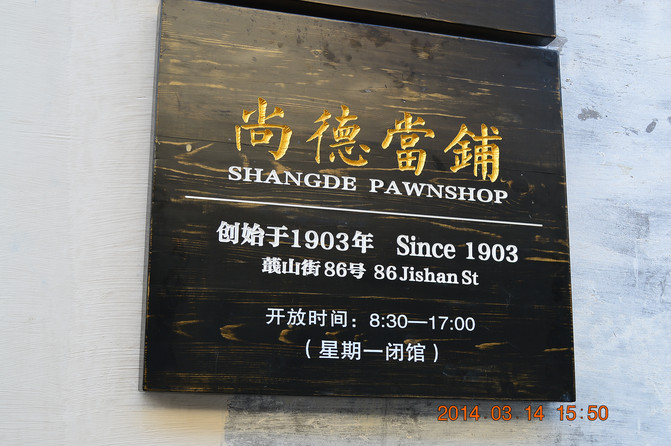 尚德當鋪
SHANGDE PAWNSHOP
创始于1903年 Since 1903
蕺山街86号 86 Jishan St
开放时间：8:30—17:00
（星期一闭馆）
2014 03 14 15:50